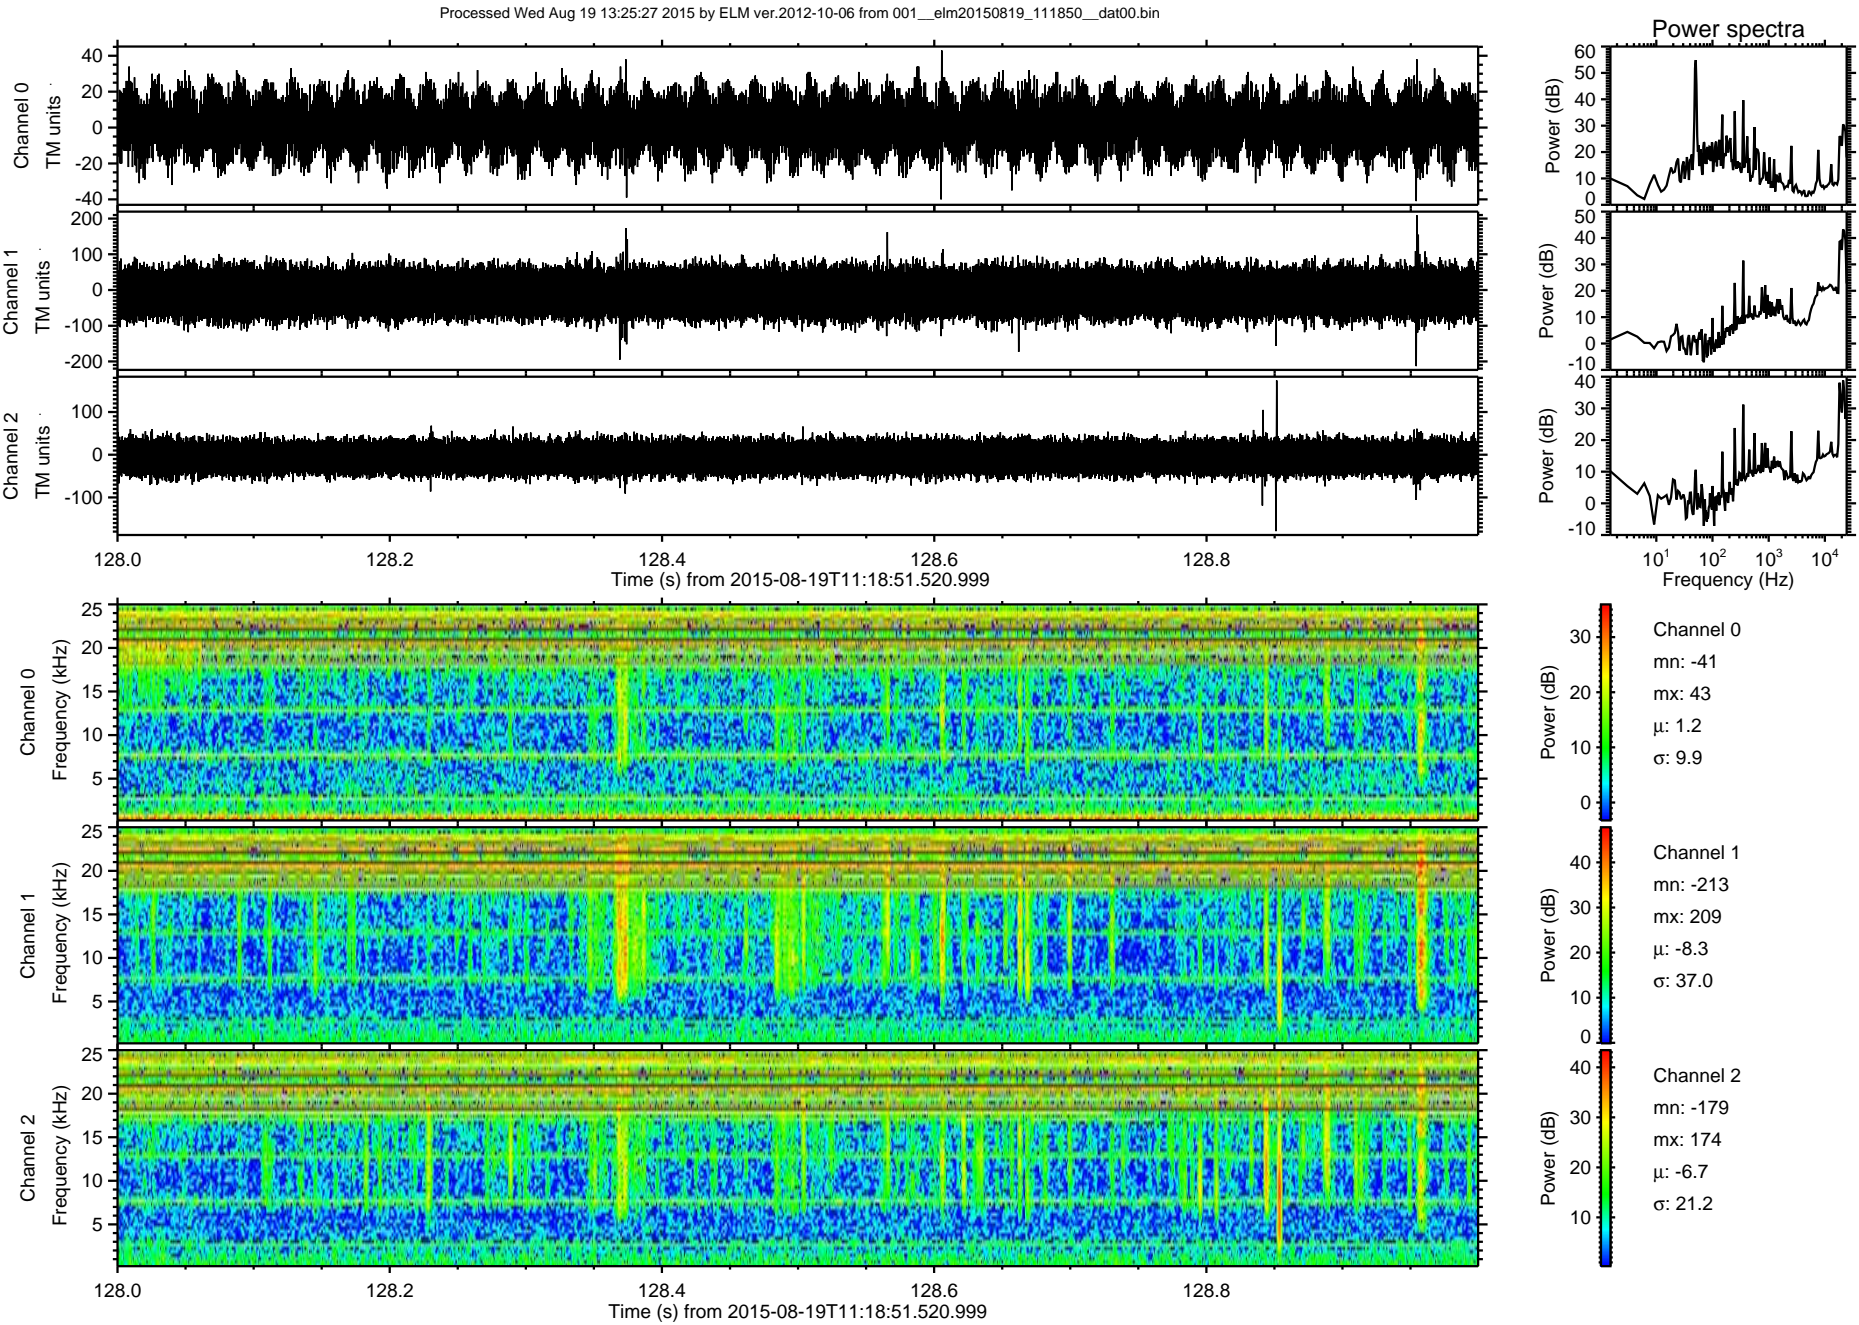 Processed Wed Aug 19 13:25:27 2015 by ELM ver.2012-10-06 from 001__elm20150819_111850__dat00.bin
Power spectra
Channel 0
TM units
40
20
0
-20
-40
Power (dB)
60
50
40
30
20
10
0
Channel 1
TM units
200
100
0
-100
-200
Power (dB)
50
40
30
20
10
0
-10
Channel 2
TM units
100
0
-100
Power (dB)
40
30
20
10
0
-10
128.0 128.2 128.4 128.6 128.8
Time (s) from 2015-08-19T11:18:51.520.999
10^1 10^2 10^3 10^4
Frequency (Hz)
Channel 0
Frequency (kHz)
25
20
15
10
5
Power (dB)
30
20
10
0
Channel 0
mn: -41
mx: 43
μ: 1.2
σ: 9.9
Channel 1
Frequency (kHz)
25
20
15
10
5
Power (dB)
40
30
20
10
0
Channel 1
mn: -213
mx: 209
μ: -8.3
σ: 37.0
Channel 2
Frequency (kHz)
25
20
15
10
5
Power (dB)
40
30
20
10
Channel 2
mn: -179
mx: 174
μ: -6.7
σ: 21.2
128.0 128.2 128.4 128.6 128.8
Time (s) from 2015-08-19T11:18:51.520.999